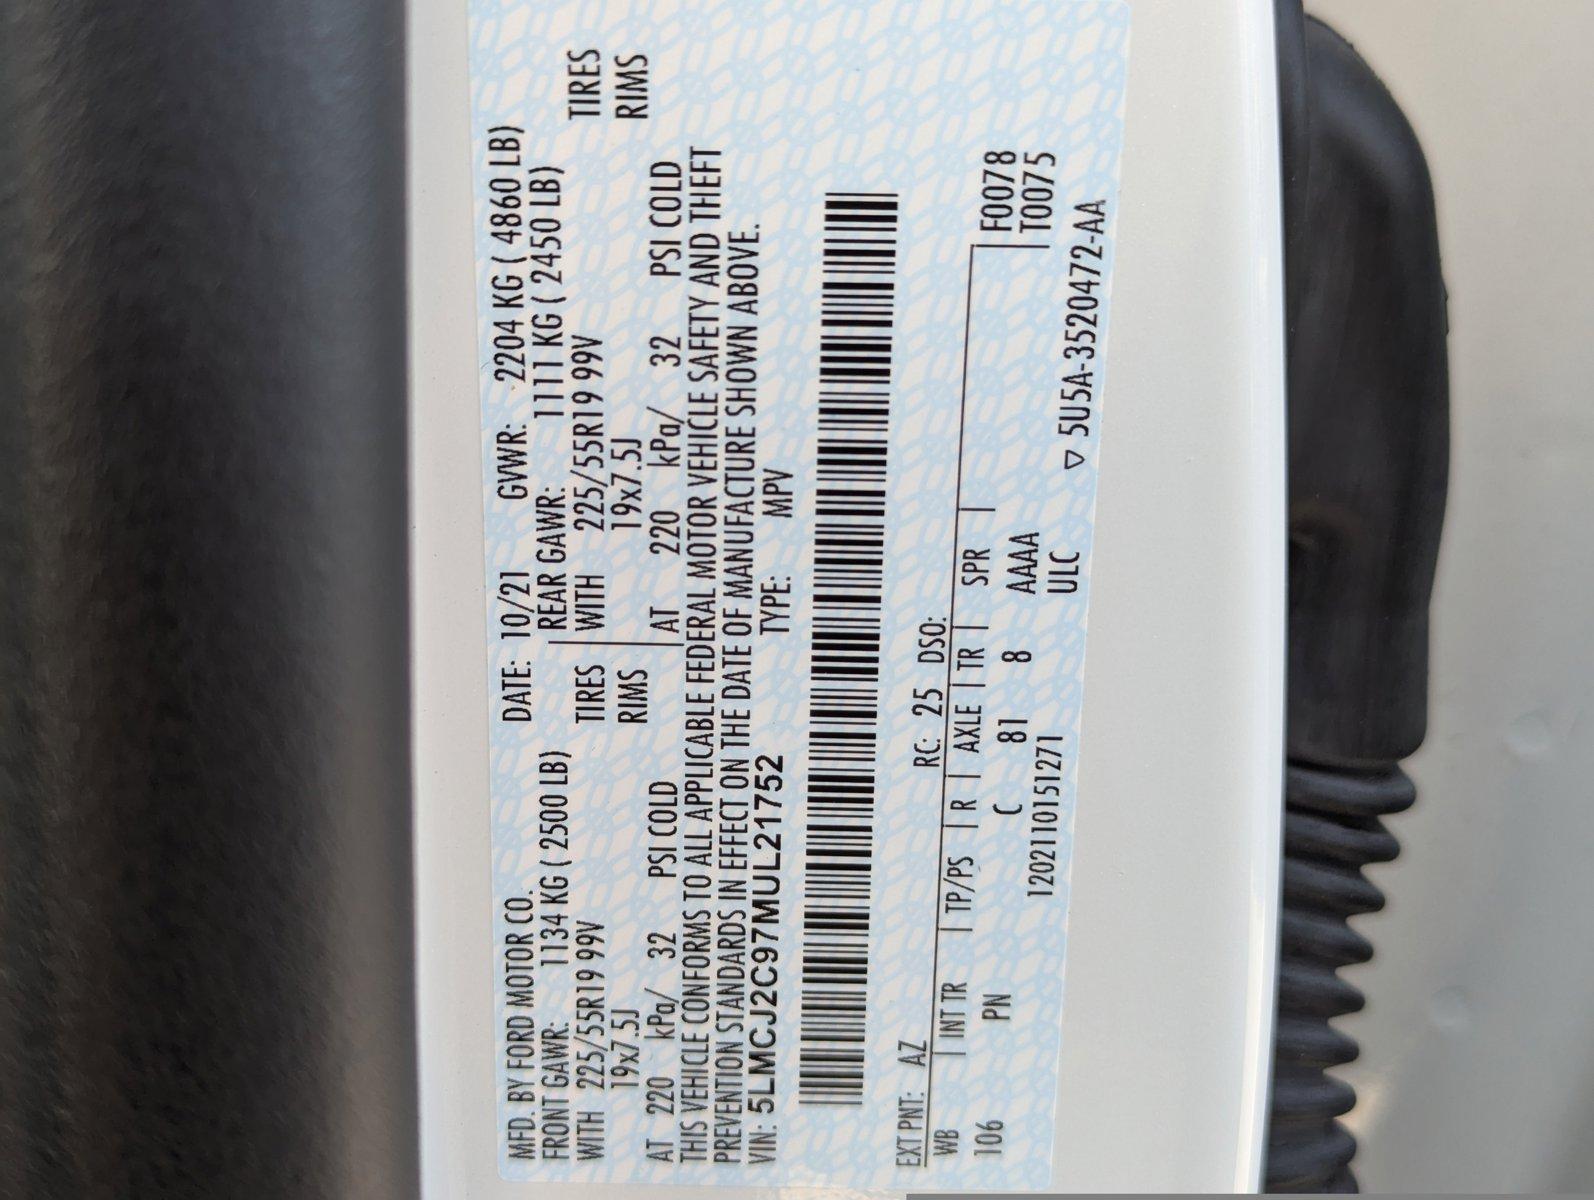 MFD. BY FORD MOTOR CO. DATE: 10/21 GVWR: 2204 KG ( 4860 LB)
FRONT GAWR: 1134 KG ( 2500 LB) REAR GAWR: 1111 KG ( 2450 LB)
WITH 225/55R19 99V TIRES WITH 225/55R19 99V TIRES
19x7.5J RIMS 19x7.5J RIMS
AT 220 kPa/ 32 PSI COLD AT 220 kPa/ 32 PSI COLD
THIS VEHICLE CONFORMS TO ALL APPLICABLE FEDERAL MOTOR VEHICLE SAFETY AND THEFT
PREVENTION STANDARDS IN EFFECT ON THE DATE OF MANUFACTURE SHOWN ABOVE.
VIN: 5LMCJ2C97MUL21752 TYPE: MPV
EXT PNT: AZ RC: 25 DSO:
WB | INT TR | TP/PS | R | AXLE | TR | SPR | F0078
106 PN C 81 8 AAAA T0075
12021101512​71 ULC
▽ 5U5A-3520472-AA